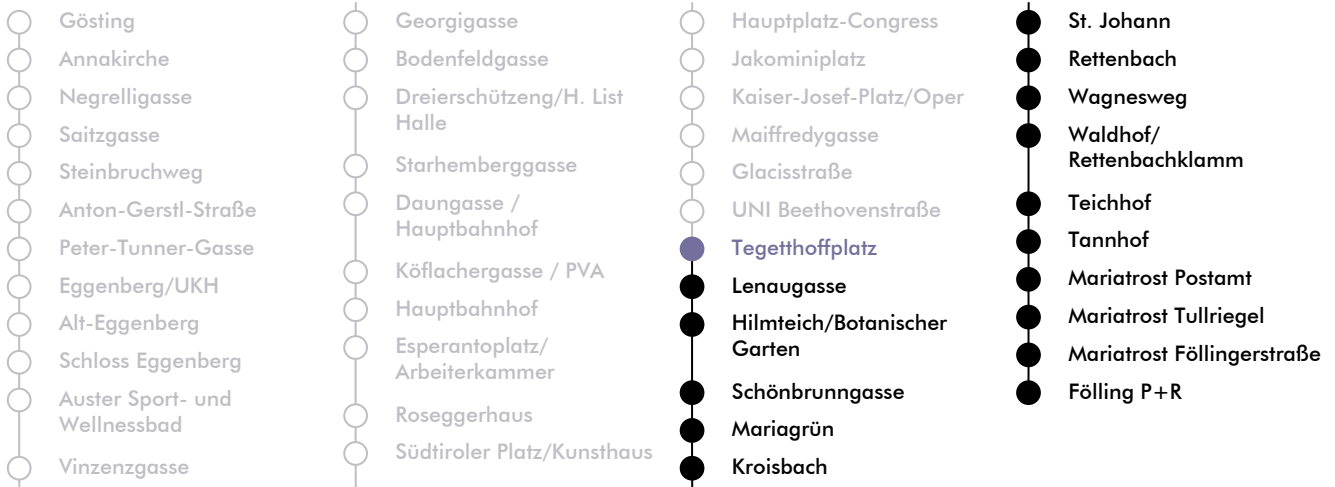 Gösting
Annakirche
Negrelligasse
Saitzgasse
Steinbruchweg
Anton-Gerstl-Straße
Peter-Tunner-Gasse
Eggenberg/UKH
Alt-Eggenberg
Schloss Eggenberg
Auster Sport- und
Wellnessbad
Vinzenzgasse
Georgigasse
Bodenfeldgasse
Dreierschützeng/H. List
Halle
Starhemberggasse
Daungasse /
Hauptbahnhof
Köflachergasse / PVA
Hauptbahnhof
Esperantoplatz/
Arbeiterkammer
Roseggerhaus
Südtiroler Platz/Kunsthaus
Hauptplatz-Congress
Jakominiplatz
Kaiser-Josef-Platz/Oper
Maiffredygasse
Glacisstraße
UNI Beethovenstraße
Tegetthoffplatz
Lenaugasse
Hilmteich/Botanischer
Garten
Schönbrunngasse
Mariagrün
Kroisbach
St. Johann
Rettenbach
Wagnesweg
Waldhof/
Rettenbachklamm
Teichhof
Tannhof
Mariatrost Postamt
Mariatrost Tullriegel
Mariatrost Föllingerstraße
Fölling P+R